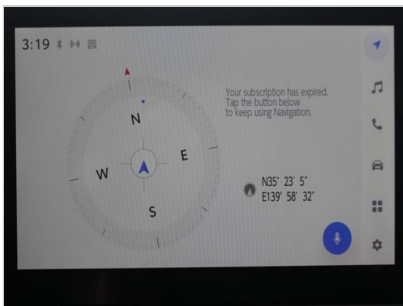 3:19
N
W
E
S
Your subscription has expired.
Tap the button below
to keep using Navigation.
N35° 23′ 5″
E139° 58′ 32″